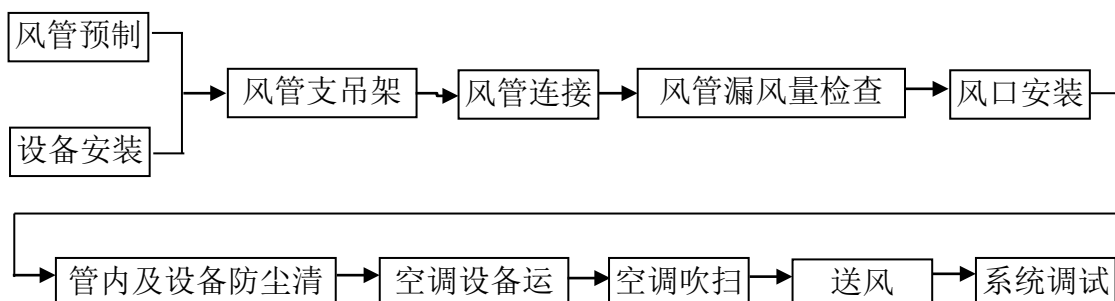 风管预制
设备安装
风管支吊架
风管连接
风管漏风量检查
风口安装
管内及设备防尘清
空调设备运
空调吹扫
送风
系统调试